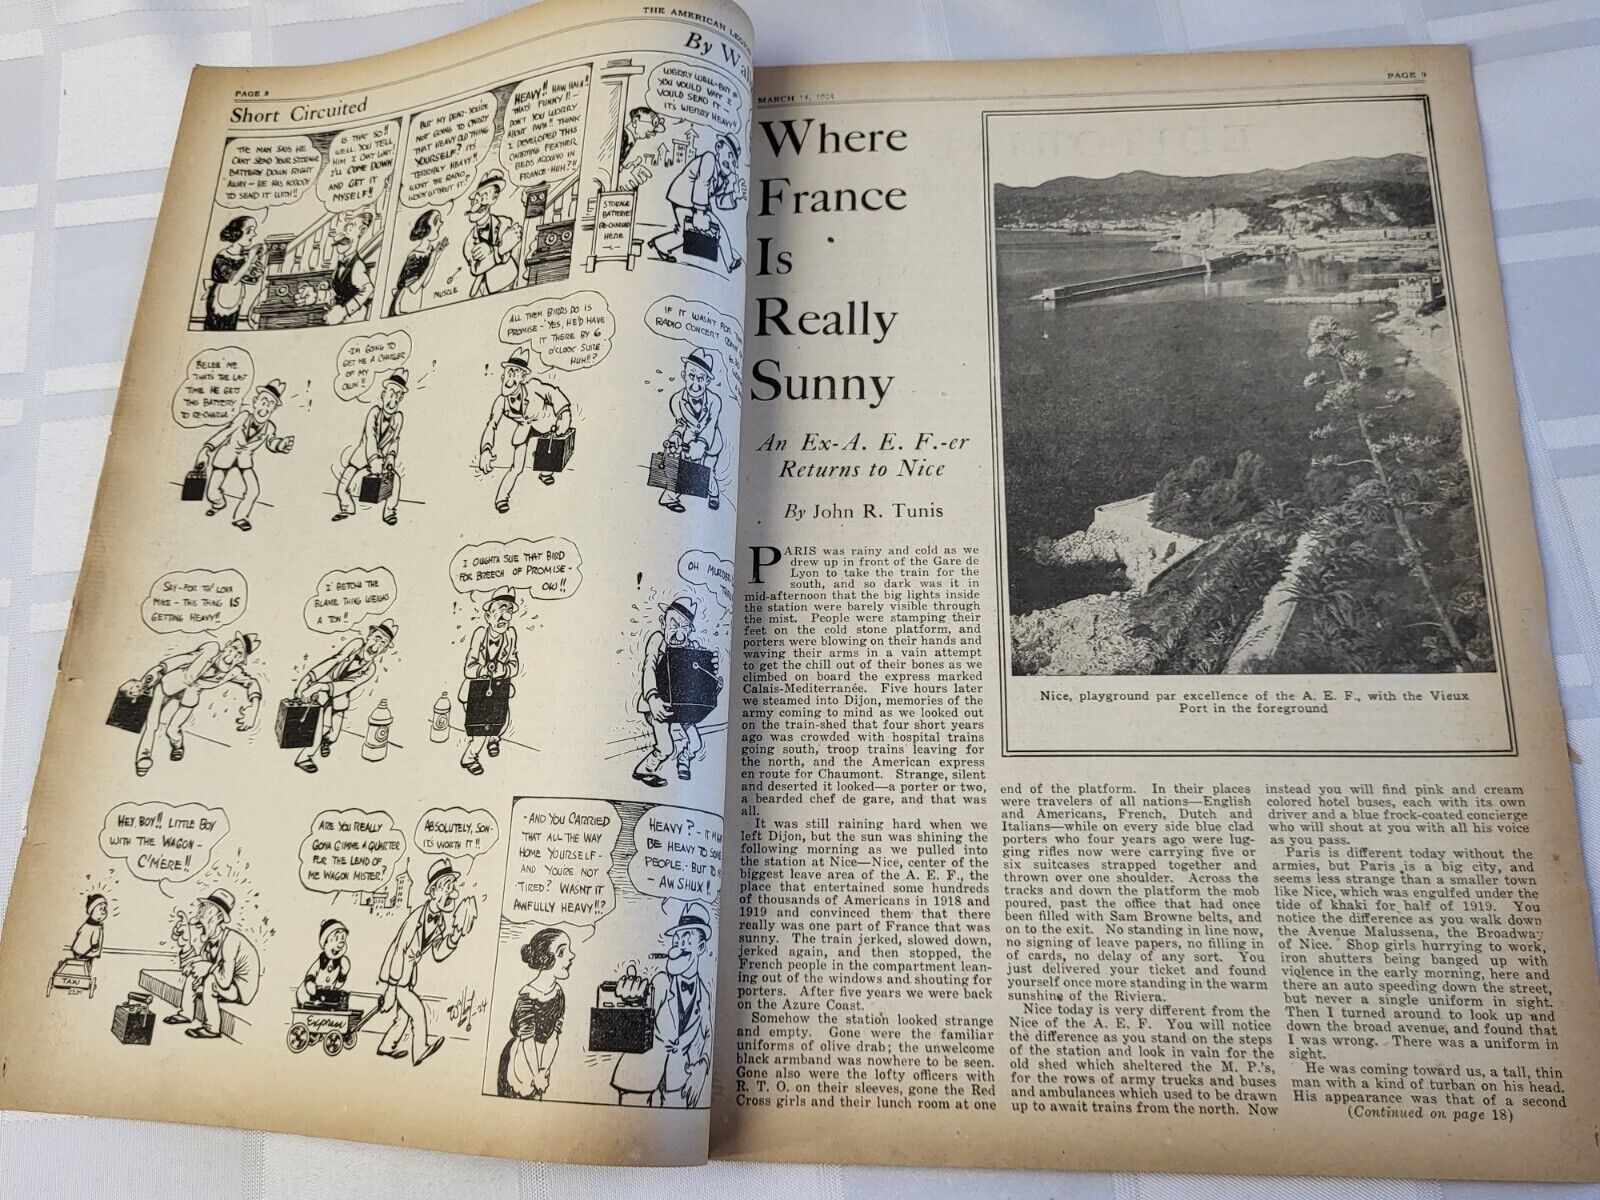 PAGE 8
THE AMERICAN LEGION
Short Circuited
By Wal
THE MAN SAYS HE
CAN'T SEND YOUR STORAGE
BATTERY DOWN RIGHT
AWAY - HE HAS NOBODY
TO SEND IT WITH!!
IS THAT SO!!
WELL, YOU TELL
HIM I CAN'T WAIT!
I'LL COME DOWN
AND GET IT
MYSELF!!
BUT MY DEAR - YOU'RE
NOT GOING TO CARRY
THAT HEAVY OLD THING
YOURSELF? IT'S
TERRIBLY HEAVY!!
WON'T THE RADIO
WORK WITHOUT IT?
MUSCLE
HEAVY!! HAW HAW!!
THAT'S FUNNY!! -
DON'T YOU WORRY
ABOUT PAPA!! THINK
I DEVELOPED THIS
CARRYING FEATHER
BEDS AROUND IN
FRANCE - HUH?!!
STORAGE
BATTERIES
RE-CHARGED
HERE
WERRY WELL - BUT IF
YOU VOULD VAIT I
VOULD SEND IT -
IT'S WERRY HEAVY!!
BELEE' ME
THAT'S THE LAST
TIME HE GETS
THIS BATTERY
TO RE-CHARGE!
-I'M GOING TO
GET ME A CHARGER
OF MY
OWN!!
ALL THEM BIRDS DO IS
PROMISE - YES, HE'D HAVE
IT THERE BY 6
O'CLOCK SURE -
HUH!!?
IF IT WASN'T FOR
RADIO CONCERT
SAY - FOR TH' LOVA
MIKE - THIS THING IS
GETTING HEAVY!!
I' BETCHA THE
BLAME THING WEIGHS
A TON!!
I OUGHTA SUE THAT BIRD
FOR BREECH OF PROMISE -
OW!!
OH MURDER
HEY, BOY!! LITTLE BOY
WITH THE WAGON -
C'MERE!!
TAXI
ARE YOU REALLY
GONA GIMME A QUARTER
FOR THE LEND OF
ME WAGON MISTER?
ABSOLUTELY, SON -
IT'S WORTH IT!!
Express
- AND YOU CARRIED
THAT ALL THE WAY
HOME YOURSELF -
AND YOU'RE NOT
TIRED? WASN'T IT
AWFULLY HEAVY!!?
HEAVY? - IT
BE HEAVY TO SOME
PEOPLE - BUT TO
- AW SHUX!!
MARCH 14, 1924
PAGE 9
Where
France
Is
Really
Sunny
An Ex-A. E. F.-er
Returns to Nice
By John R. Tunis
PARIS was rainy and cold as we
drew up in front of the Gare de
Lyon to take the train for the
south, and so dark was it in
mid-afternoon that the big lights inside
the station were barely visible through
the mist. People were stamping their
feet on the cold stone platform, and
porters were blowing on their hands and
waving their arms in a vain attempt
to get the chill out of their bones as we
climbed on board the express marked
Calais-Mediterranée. Five hours later
we steamed into Dijon, memories of the
army coming to mind as we looked out
on the train-shed that four short years
ago was crowded with hospital trains
going south, troop trains leaving for
the north, and the American express
en route for Chaumont. Strange, silent
and deserted it looked—a porter or two,
a bearded chef de gare, and that was
all.
It was still raining hard when we
left Dijon, but the sun was shining the
following morning as we pulled into
the station at Nice—Nice, center of the
biggest leave area of the A. E. F., the
place that entertained some hundreds
of thousands of Americans in 1918 and
1919 and convinced them that there
really was one part of France that was
sunny. The train jerked, slowed down,
jerked again, and then stopped, the
French people in the compartment lean-
ing out of the windows and shouting for
porters. After five years we were back
on the Azure Coast.
Somehow the station looked strange
and empty. Gone were the familiar
uniforms of olive drab; the unwelcome
black armband was nowhere to be seen.
Gone also were the lofty officers with
R. T. O. on their sleeves, gone the Red
Cross girls and their lunch room at one
Nice, playground par excellence of the A. E. F., with the Vieux
Port in the foreground
end of the platform. In their places
were travelers of all nations—English
and Americans, French, Dutch and
Italians—while on every side blue clad
porters who four years ago were lug-
ging rifles now were carrying five or
six suitcases strapped together and
thrown over one shoulder. Across the
tracks and down the platform the mob
poured, past the office that had once
been filled with Sam Browne belts, and
on to the exit. No standing in line now,
no signing of leave papers, no filling in
of cards, no delay of any sort. You
just delivered your ticket and found
yourself once more standing in the warm
sunshine of the Riviera.
Nice today is very different from the
Nice of the A. E. F. You will notice
the difference as you stand on the steps
of the station and look in vain for the
old shed which sheltered the M. P.'s,
for the rows of army trucks and buses
and ambulances which used to be drawn
up to await trains from the north. Now
instead you will find pink and cream
colored hotel buses, each with its own
driver and a blue frock-coated concierge
who will shout at you with all his voice
as you pass.
Paris is different today without the
armies, but Paris is a big city, and
seems less strange than a smaller town
like Nice, which was engulfed under the
tide of khaki for half of 1919. You
notice the difference as you walk down
the Avenue Malussena, the Broadway
of Nice. Shop girls hurrying to work,
iron shutters being banged up with
violence in the early morning, here and
there an auto speeding down the street,
but never a single uniform in sight.
Then I turned around to look up and
down the broad avenue, and found that
I was wrong. There was a uniform in
sight.
He was coming toward us, a tall, thin
man with a kind of turban on his head.
His appearance was that of a second
(Continued on page 18)